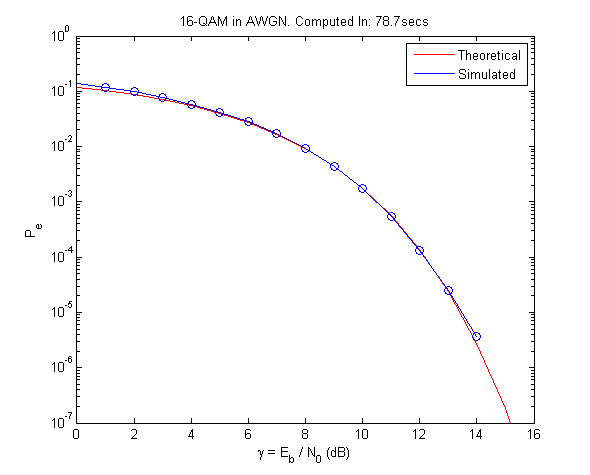 16-QAM in AWGN. Computed In: 78.7secs
10^0
10^-1
10^-2
10^-3
10^-4
10^-5
10^-6
10^-7
P_e
Theoretical
Simulated
0 2 4 6 8 10 12 14 16
γ = E_b / N_0 (dB)